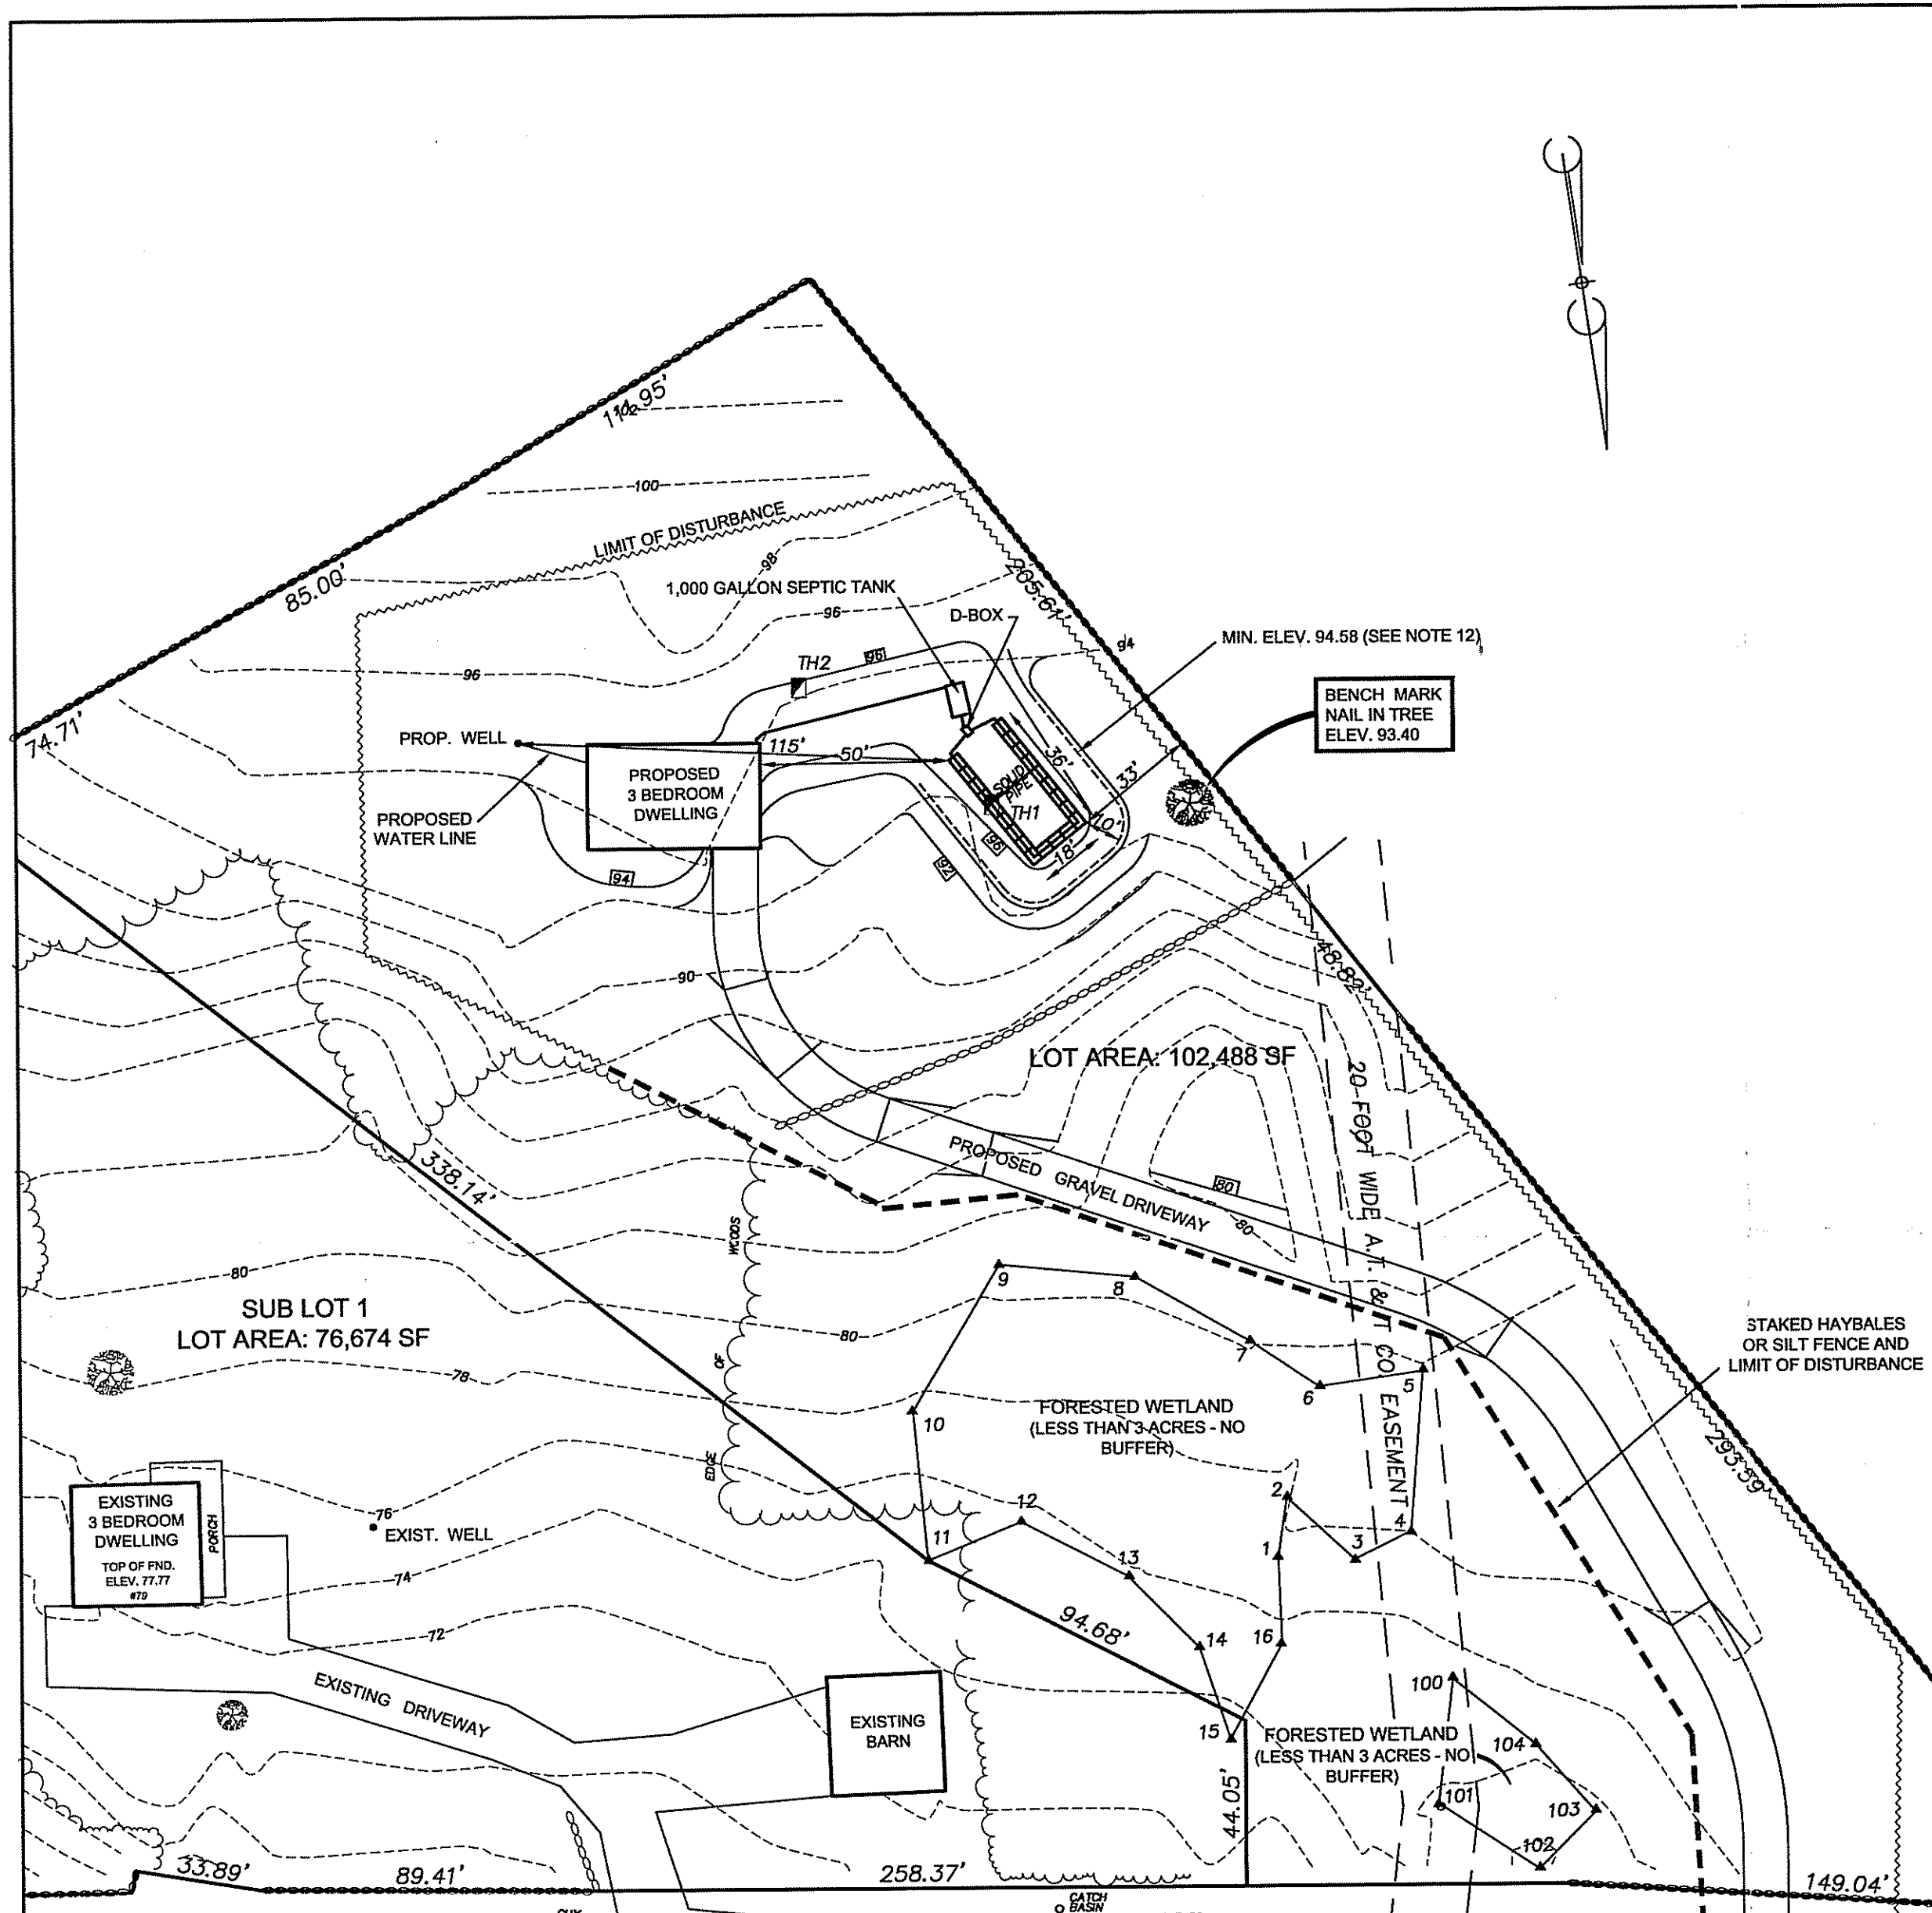 114.95'
102
100
LIMIT OF DISTURBANCE
98
85.00'
205.61'
1,000 GALLON SEPTIC TANK
96
D-BOX
MIN. ELEV. 94.58 (SEE NOTE 12)
94
TH2
96
96
BENCH MARK
NAIL IN TREE
ELEV. 93.40
74.71'
PROP. WELL
115'
50'
36'
33'
PROPOSED
3 BEDROOM
DWELLING
SOLID
PIPE
TH1
10'
PROPOSED
WATER LINE
96
18'
92
94
48.82'
90
LOT AREA: 102,488 SF
20 FOOT WIDE A.T. & T CO. EASEMENT
PROPOSED GRAVEL DRIVEWAY
80
80
338.14'
WOODS
OF
EDGE
80
9
8
SUB LOT 1
LOT AREA: 76,674 SF
80
7
STAKED HAYBALES
OR SILT FENCE AND
LIMIT OF DISTURBANCE
78
6
5
10
FORESTED WETLAND
(LESS THAN 3 ACRES - NO
BUFFER)
293.59'
EXISTING
3 BEDROOM
DWELLING
TOP OF FND.
ELEV. 77.77
#79
PORCH
76
EXIST. WELL
12
2
4
11
1
3
13
74
94.68'
72
14
16
100
EXISTING DRIVEWAY
EXISTING
BARN
15
FORESTED WETLAND
(LESS THAN 3 ACRES - NO
BUFFER)
104
101
103
44.05'
102
33.89'
89.41'
258.37'
149.04'
CATCH
BASIN